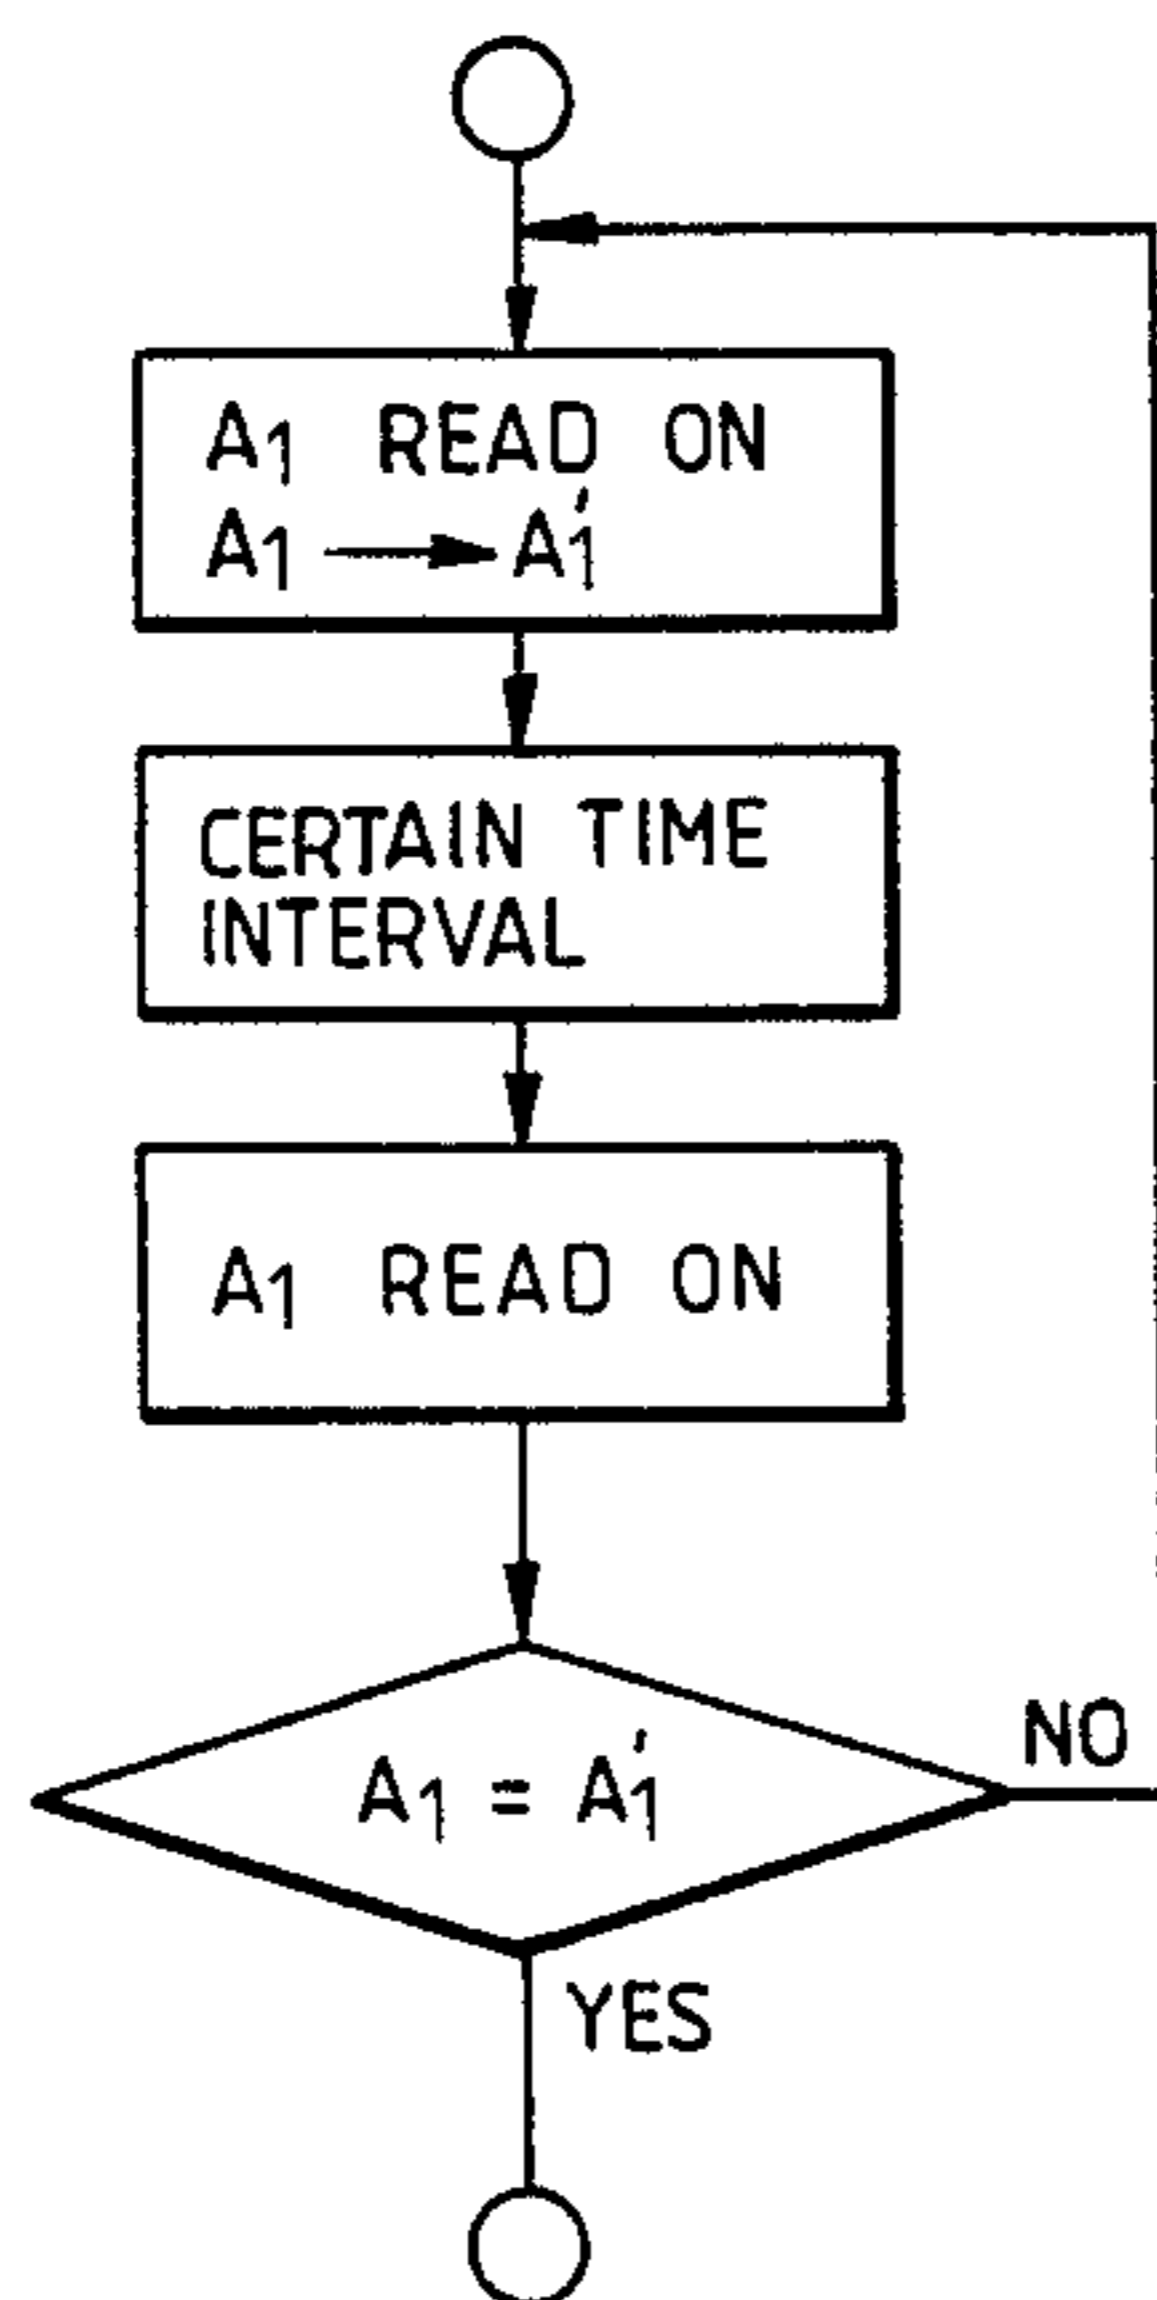 A₁ READ ON
A₁ → A₁'
CERTAIN TIME
INTERVAL
A₁ READ ON
A₁ = A₁'
NO
YES